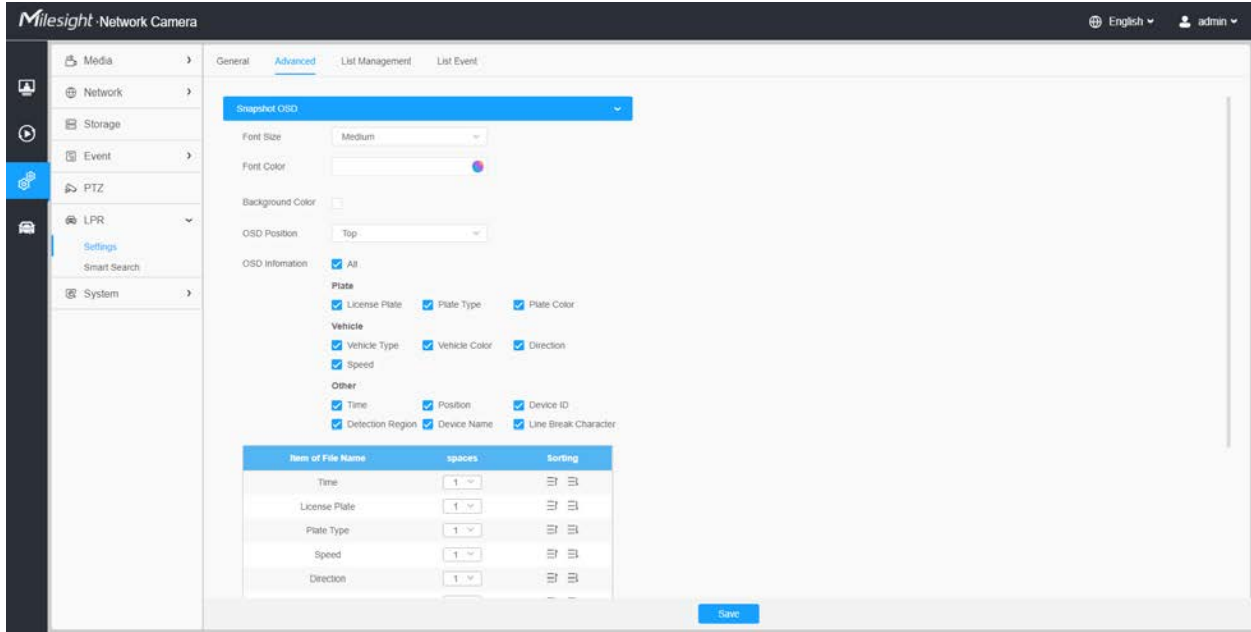 Milesight ·Network Camera
English
admin
Media
Network
Storage
Event
PTZ
LPR
Settings
Smart Search
System
General Advanced List Management List Event
Snapshot OSD
Font Size Medium
Font Color
Background Color
OSD Position Top
OSD Infomation All
Plate
License Plate Plate Type Plate Color
Vehicle
Vehicle Type Vehicle Color Direction
Speed
Other
Time Position Device ID
Detection Region Device Name Line Break Character
Item of File Name spaces Sorting
Time 1
License Plate 1
Plate Type 1
Speed 1
Direction 1
Save